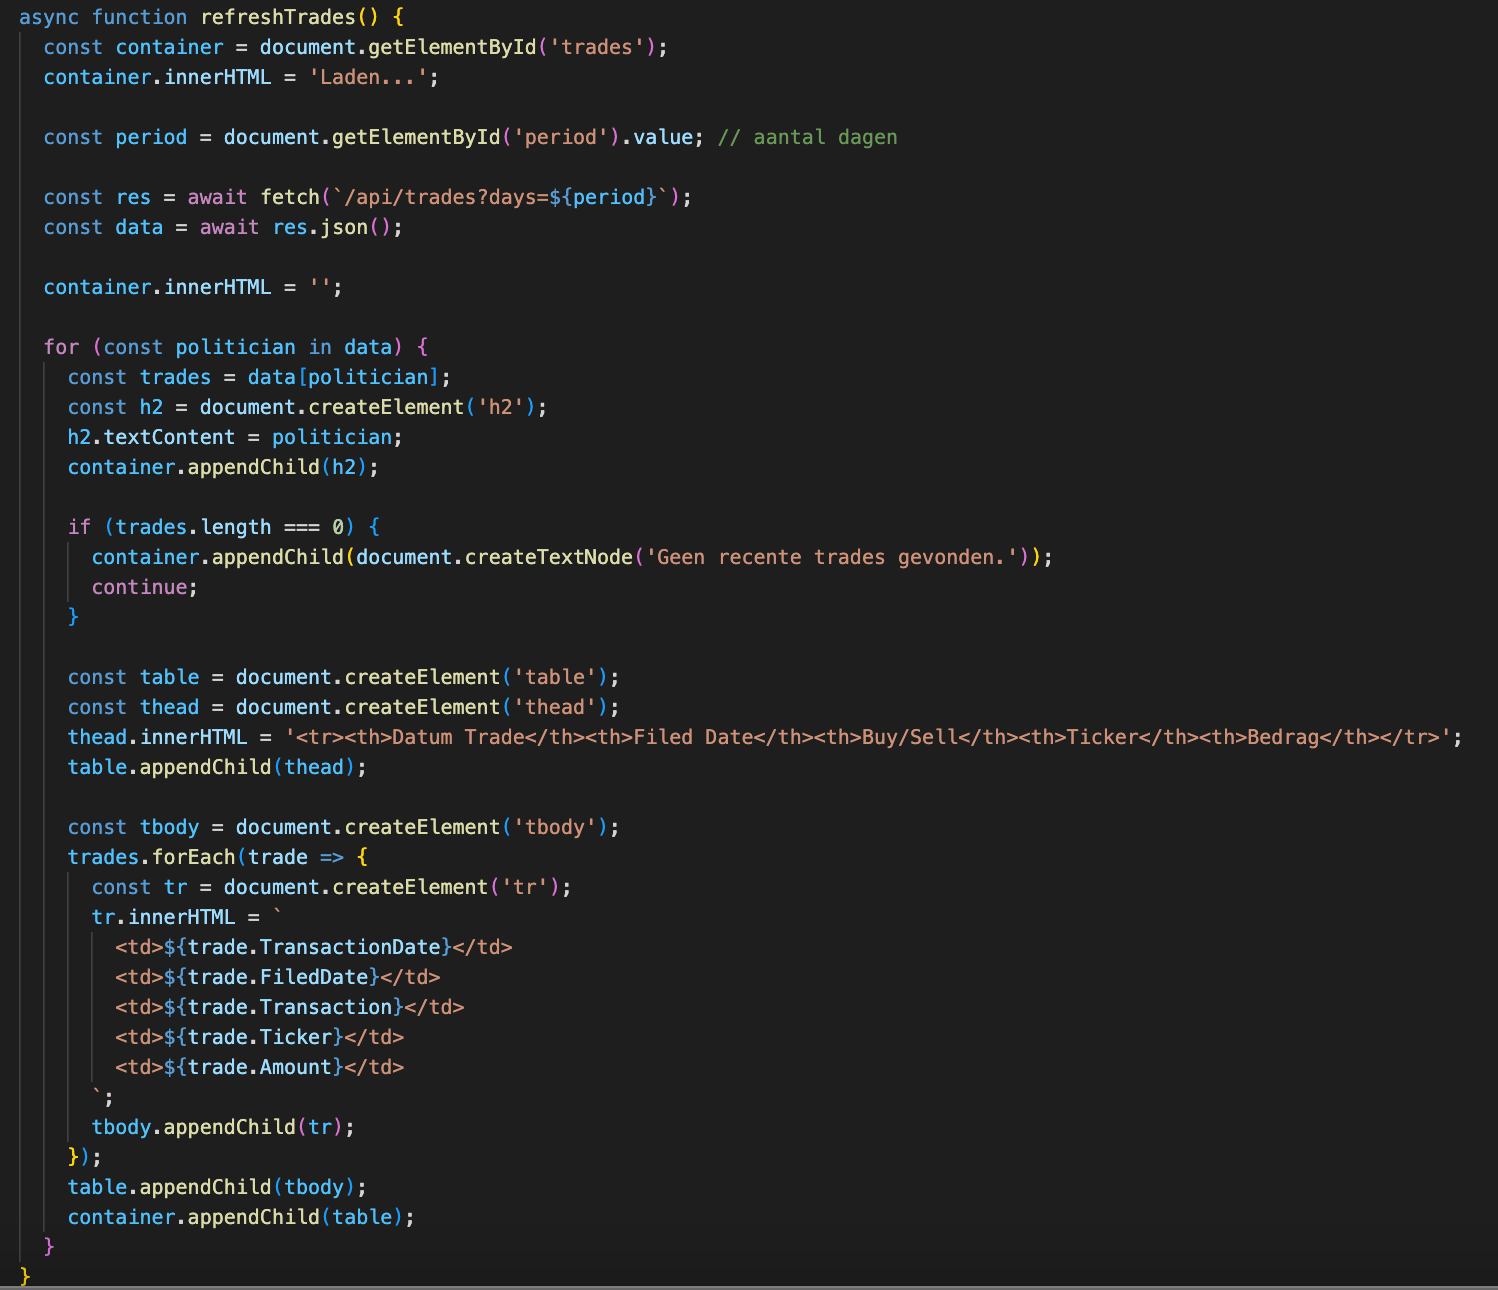 async function refreshTrades() {
const container = document.getElementById('trades');
container.innerHTML = 'Laden...';
const period = document.getElementById('period').value; // aantal dagen
const res = await fetch(`/api/trades?days=${period}`);
const data = await res.json();
container.innerHTML = '';
for (const politician in data) {
const trades = data[politician];
const h2 = document.createElement('h2');
h2.textContent = politician;
container.appendChild(h2);
if (trades.length === 0) {
container.appendChild(document.createTextNode('Geen recente trades gevonden.'));
continue;
}
const table = document.createElement('table');
const thead = document.createElement('thead');
thead.innerHTML = '<tr><th>Datum Trade</th><th>Filed Date</th><th>Buy/Sell</th><th>Ticker</th><th>Bedrag</th></tr>';
table.appendChild(thead);
const tbody = document.createElement('tbody');
trades.forEach(trade => {
const tr = document.createElement('tr');
tr.innerHTML = `
<td>${trade.TransactionDate}</td>
<td>${trade.FiledDate}</td>
<td>${trade.Transaction}</td>
<td>${trade.Ticker}</td>
<td>${trade.Amount}</td>
`;
tbody.appendChild(tr);
});
table.appendChild(tbody);
container.appendChild(table);
}
}